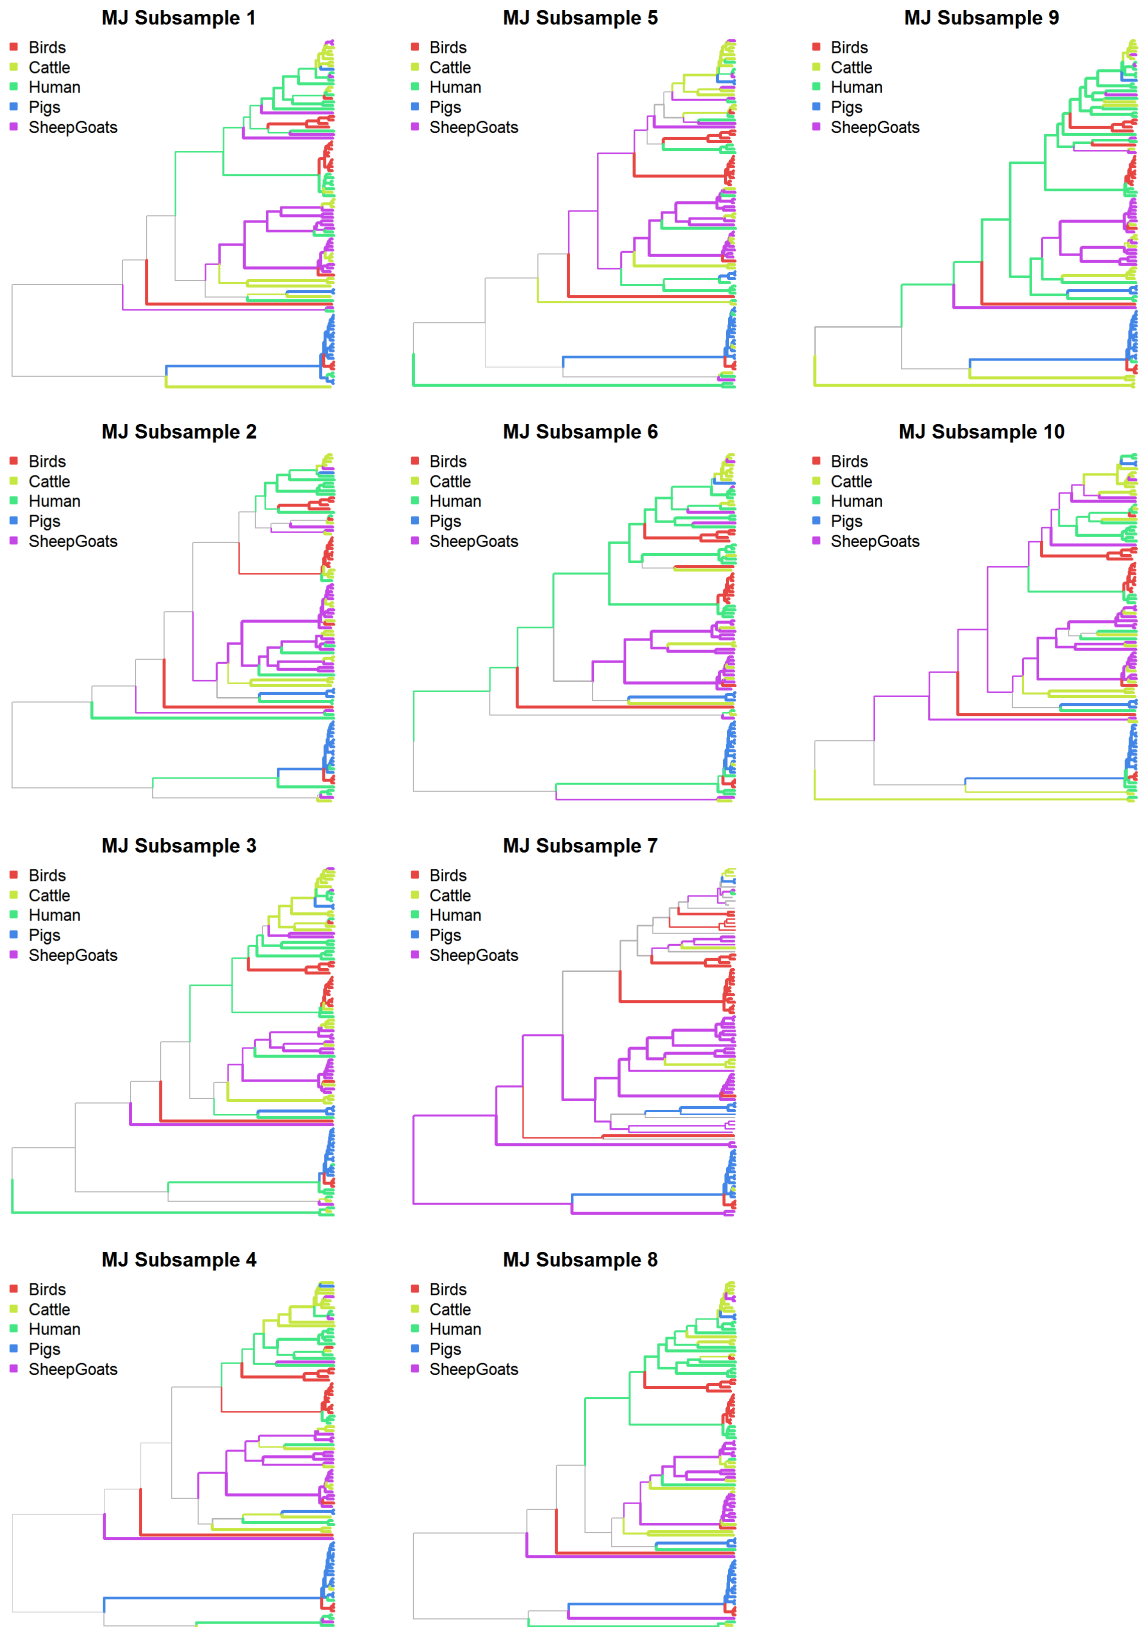 MJ Subsample 1
Birds
Cattle
Human
Pigs
SheepGoats
MJ Subsample 5
Birds
Cattle
Human
Pigs
SheepGoats
MJ Subsample 9
Birds
Cattle
Human
Pigs
SheepGoats
MJ Subsample 2
Birds
Cattle
Human
Pigs
SheepGoats
MJ Subsample 6
Birds
Cattle
Human
Pigs
SheepGoats
MJ Subsample 10
Birds
Cattle
Human
Pigs
SheepGoats
MJ Subsample 3
Birds
Cattle
Human
Pigs
SheepGoats
MJ Subsample 7
Birds
Cattle
Human
Pigs
SheepGoats
MJ Subsample 4
Birds
Cattle
Human
Pigs
SheepGoats
MJ Subsample 8
Birds
Cattle
Human
Pigs
SheepGoats